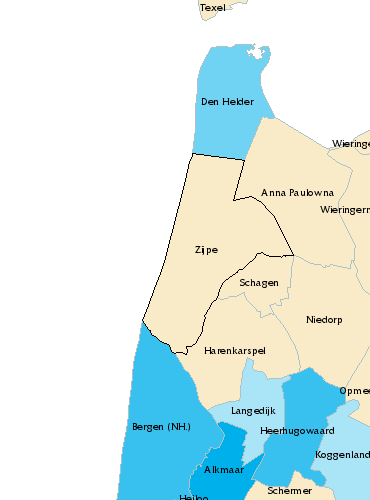 Texel
Den Helder
Wieringe
Anna Paulowna
Wieringerm
Zijpe
Schagen
Niedorp
Harenkarspel
Opmee
Langedijk
Bergen (NH.)
Heerhugowaard
Koggenland
Alkmaar
Schermer
Heiloo